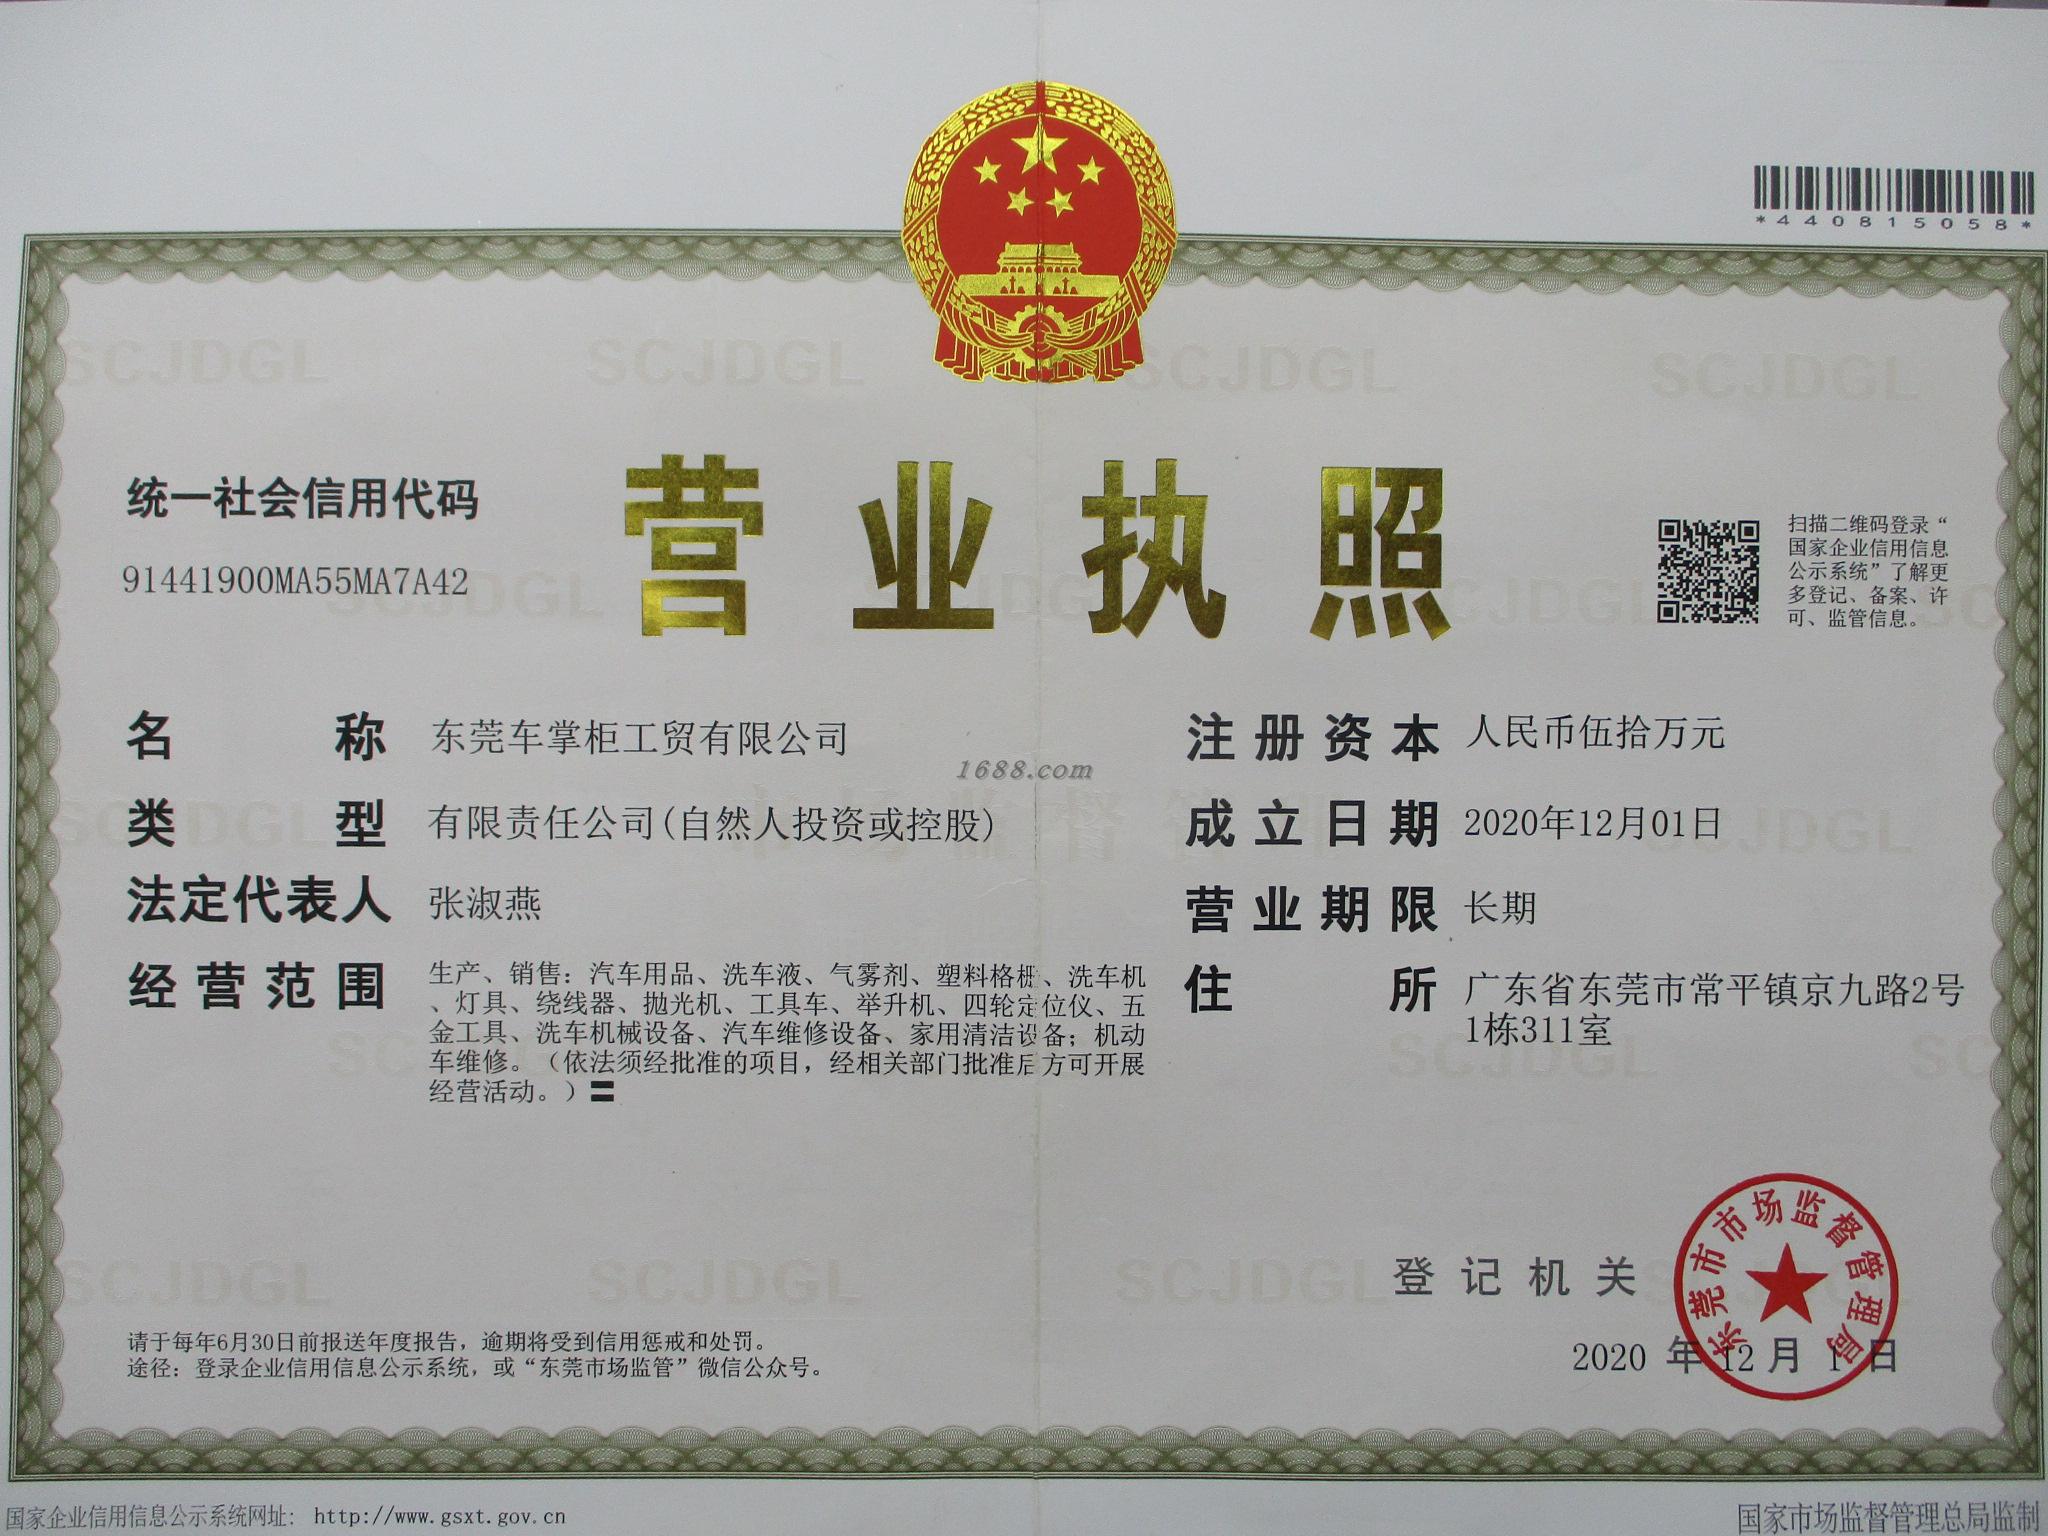 *440815058*
统一社会信用代码
91441900MA55MA7A42
营业执照
扫描二维码登录“
国家企业信用信息
公示系统”了解更
多登记、备案、许
可、监管信息。
名称 东莞车掌柜工贸有限公司
类型 有限责任公司(自然人投资或控股)
法定代表人 张淑燕
经营范围 生产、销售：汽车用品、洗车液、气雾剂、塑料格栅、洗车机
、灯具、绕线器、抛光机、工具车、举升机、四轮定位仪、五
金工具、洗车机械设备、汽车维修设备、家用清洁设备；机动
车维修。（依法须经批准的项目，经相关部门批准后方可开展
经营活动。）〓
1688.com
注册资本 人民币伍拾万元
成立日期 2020年12月01日
营业期限 长期
住所 广东省东莞市常平镇京九路2号
1栋311室
登记机关
东莞市市场监督管理局
2020 年 12 月 1 日
请于每年6月30日前报送年度报告，逾期将受到信用惩戒和处罚。
途径：登录企业信用信息公示系统，或“东莞市场监管”微信公众号。
国家企业信用信息公示系统网址： http://www.gsxt.gov.cn
国家市场监督管理总局监制
SCJDGL